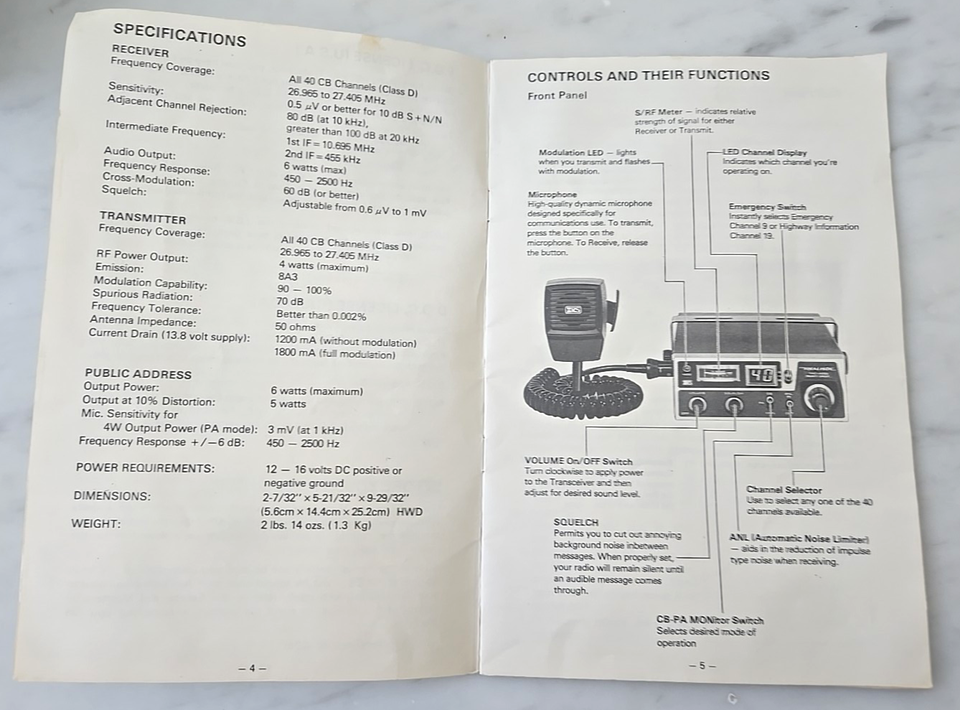 SPECIFICATIONS
RECEIVER
Frequency Coverage: All 40 CB Channels (Class D)
26.965 to 27.405 MHz
Sensitivity: 0.5 µV or better for 10 dB S+N/N
Adjacent Channel Rejection: 80 dB (at 10 kHz),
greater than 100 dB at 20 kHz
Intermediate Frequency: 1st IF = 10.695 MHz
2nd IF = 455 kHz
Audio Output: 6 watts (max)
Frequency Response: 450 — 2500 Hz
Cross-Modulation: 60 dB (or better)
Squelch: Adjustable from 0.6 µV to 1 mV
TRANSMITTER
Frequency Coverage: All 40 CB Channels (Class D)
26.965 to 27.405 MHz
RF Power Output: 4 watts (maximum)
Emission: 8A3
Modulation Capability: 90 — 100%
Spurious Radiation: 70 dB
Frequency Tolerance: Better than 0.002%
Antenna Impedance: 50 ohms
Current Drain (13.8 volt supply): 1200 mA (without modulation)
1800 mA (full modulation)
PUBLIC ADDRESS
Output Power: 6 watts (maximum)
Output at 10% Distortion: 5 watts
Mic. Sensitivity for
4W Output Power (PA mode): 3 mV (at 1 kHz)
Frequency Response +/—6 dB: 450 — 2500 Hz
POWER REQUIREMENTS: 12 — 16 volts DC positive or
negative ground
DIMENSIONS: 2-7/32" × 5-21/32" × 9-29/32"
(5.6cm × 14.4cm × 25.2cm) HWD
WEIGHT: 2 lbs. 14 ozs. (1.3 Kg)
— 4 —
CONTROLS AND THEIR FUNCTIONS
Front Panel
S/RF Meter — indicates relative
strength of signal for either
Receiver or Transmit.
Modulation LED — lights
when you transmit and flashes
with modulation.
LED Channel Display
Indicates which channel you're
operating on.
Microphone
High-quality dynamic microphone
designed specifically for
communications use. To transmit,
press the button on the
microphone. To Receive, release
the button.
Emergency Switch
Instantly selects Emergency
Channel 9 or Highway Information
Channel 19.
40
REALISTIC
VOLUME On/OFF Switch
Turn clockwise to apply power
to the Transceiver and then
adjust for desired sound level.
Channel Selector
Use to select any one of the 40
channels available.
SQUELCH
Permits you to cut out annoying
background noise inbetween
messages. When properly set,
your radio will remain silent until
an audible message comes
through.
ANL (Automatic Noise Limiter)
— aids in the reduction of impulse
type noise when receiving.
CB-PA MONitor Switch
Selects desired mode of
operation
— 5 —